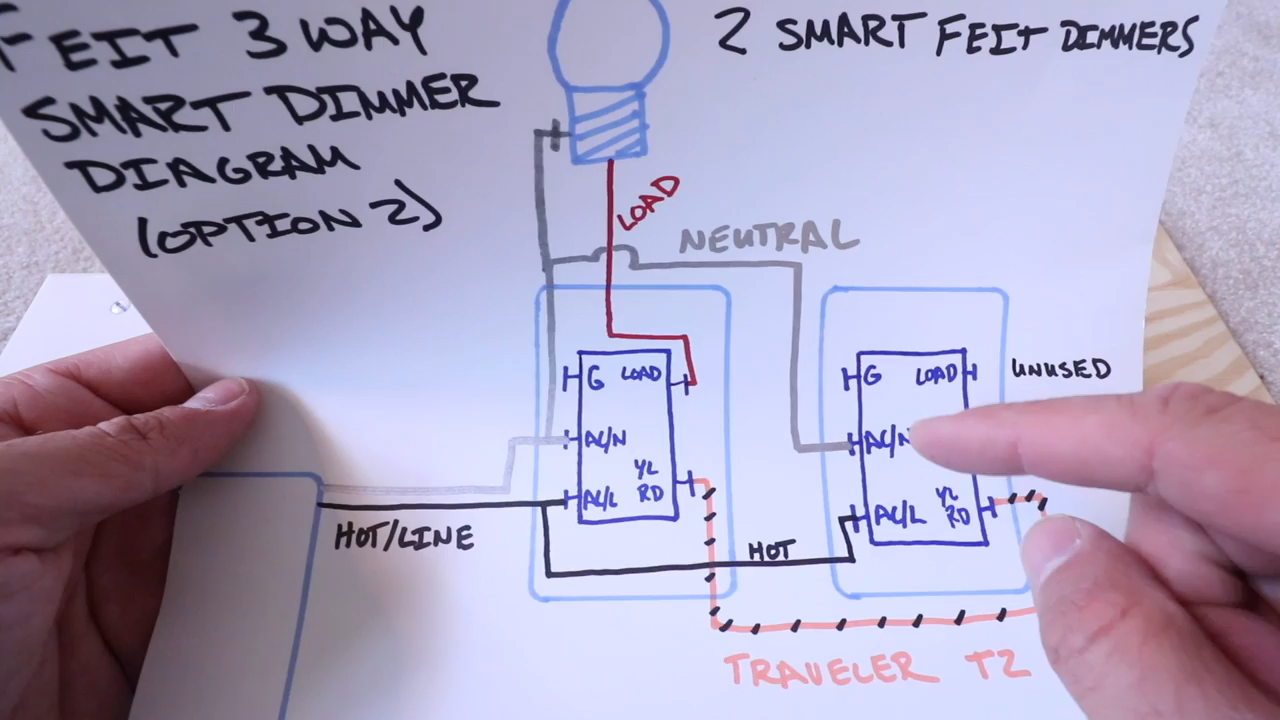 FEIT 3 WAY
SMART DIMMER
DIAGRAM
(OPTION 2)
2 SMART FEIT DIMMERS
LOAD
NEUTRAL
G LOAD
AC/N
YL
RD
AC/L
G LOAD
UNUSED
AC/N
YL
RD
AC/L
HOT/LINE
HOT
TRAVELER T2